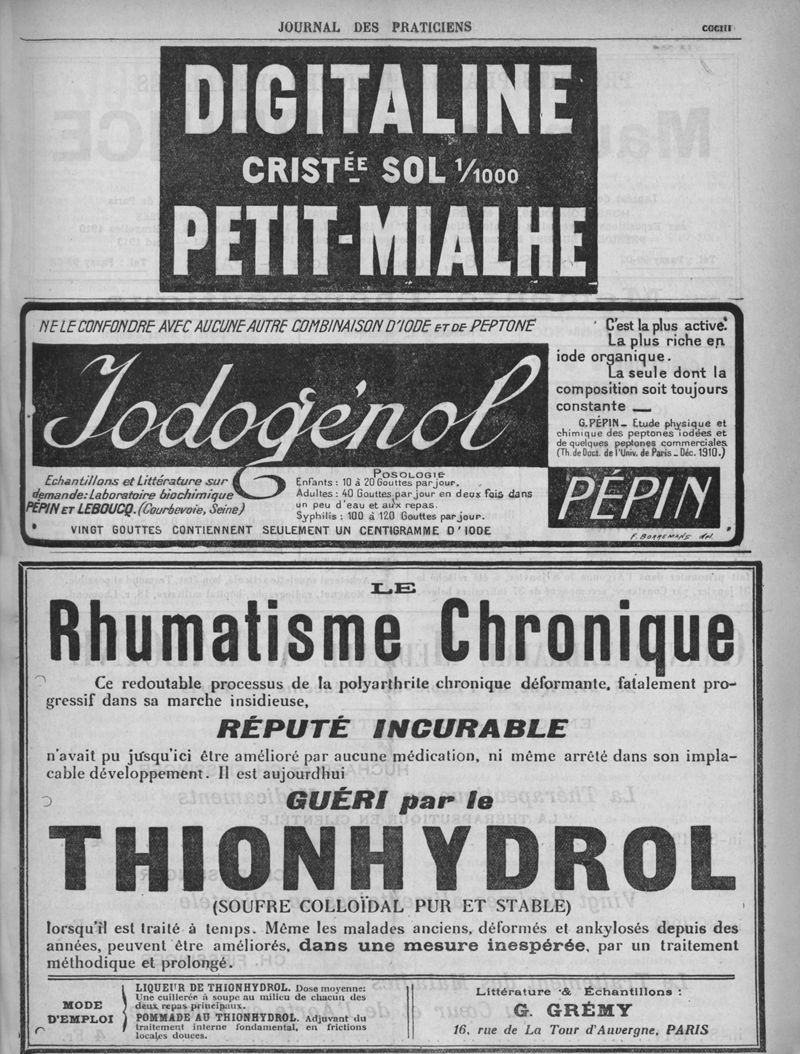 JOURNAL DES PRATICIENS
CCCIII
DIGITALINE
CRISTÉE SOL 1/1000
PETIT-MIALHE
NE LE CONFONDRE AVEC AUCUNE AUTRE COMBINAISON D'IODE ET DE PEPTONE
Iodogénol
C'est la plus active.
La plus riche en
iode organique.
La seule dont la
composition soit toujours
constante —
G. PÉPIN_ Etude physique et
chimique des peptones iodées et
de quelques peptones commerciales
(Th. de Doct. de l'Univ. de Paris_Déc. 1910.)
Echantillons et Littérature sur
demande: Laboratoire biochimique
PÉPIN ET LEBOUCQ. (Courbevoie, Seine)
POSOLOGIE
Enfants : 10 à 20 Gouttes par jour.
Adultes : 40 Gouttes par jour en deux fois dans
un peu d'eau et aux repas.
Syphilis : 100 à 120 Gouttes par jour.
PÉPIN
VINGT GOUTTES CONTIENNENT SEULEMENT UN CENTIGRAMME D'IODE
F. BORREMANS del.
LE
Rhumatisme Chronique
Ce redoutable processus de la polyarthrite chronique déformante, fatalement pro-
gressif dans sa marche insidieuse,
RÉPUTÉ INCURABLE
n'avait pu jusqu'ici être amélioré par aucune médication, ni même arrêté dans son impla-
cable développement. Il est aujourdhui
GUÉRI par le
THIONHYDROL
(SOUFRE COLLOÏDAL PUR ET STABLE)
lorsqu'il est traité à temps. Même les malades anciens, déformés et ankylosés depuis des
années, peuvent être améliorés, dans une mesure inespérée, par un traitement
méthodique et prolongé.
MODE
D'EMPLOI
LIQUEUR DE THIONHYDROL. Dose moyenne:
Une cuillerée à soupe au milieu de chacun des
deux repas principaux.
POMMADE AU THIONHYDROL. Adjuvant du
traitement interne fondamental, en frictions
locales douces.
Littérature & Échantillons :
G. GRÉMY
16, rue de La Tour d'Auvergne, PARIS